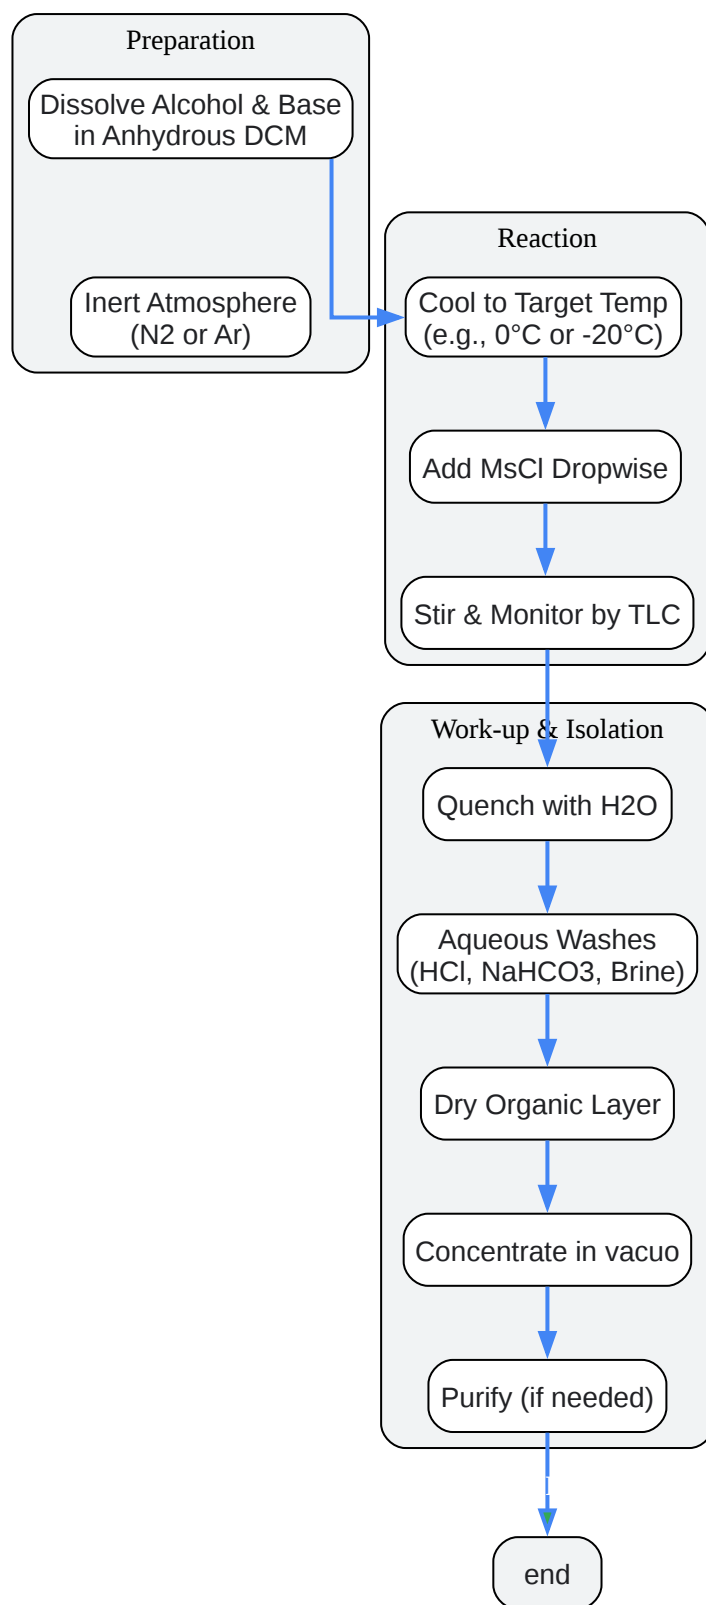 Preparation
Dissolve Alcohol & Base
in Anhydrous DCM
Inert Atmosphere
(N2 or Ar)
Reaction
Cool to Target Temp
(e.g., 0°C or -20°C)
Add MsCl Dropwise
Stir & Monitor by TLC
Work-up & Isolation
Quench with H2O
Aqueous Washes
(HCl, NaHCO3, Brine)
Dry Organic Layer
Concentrate in vacuo
Purify (if needed)
end